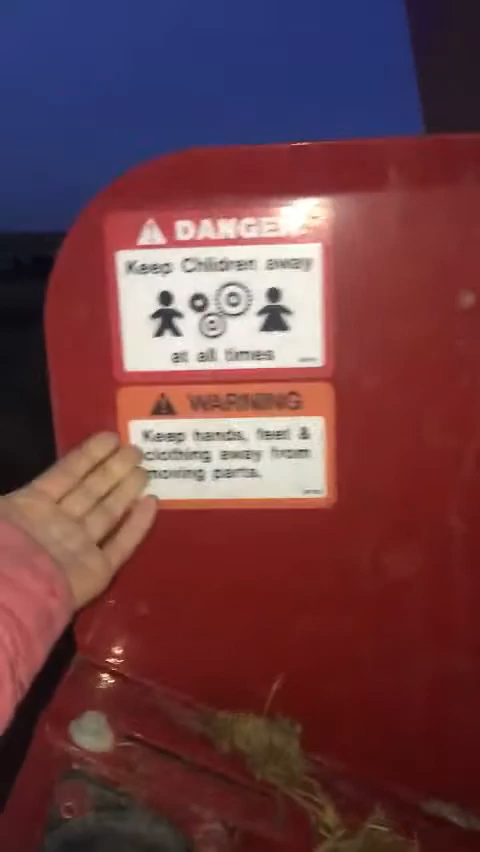 DANGER
Keep Children away
at all times
WARNING
Keep hands, feet &
clothing away from
moving parts.